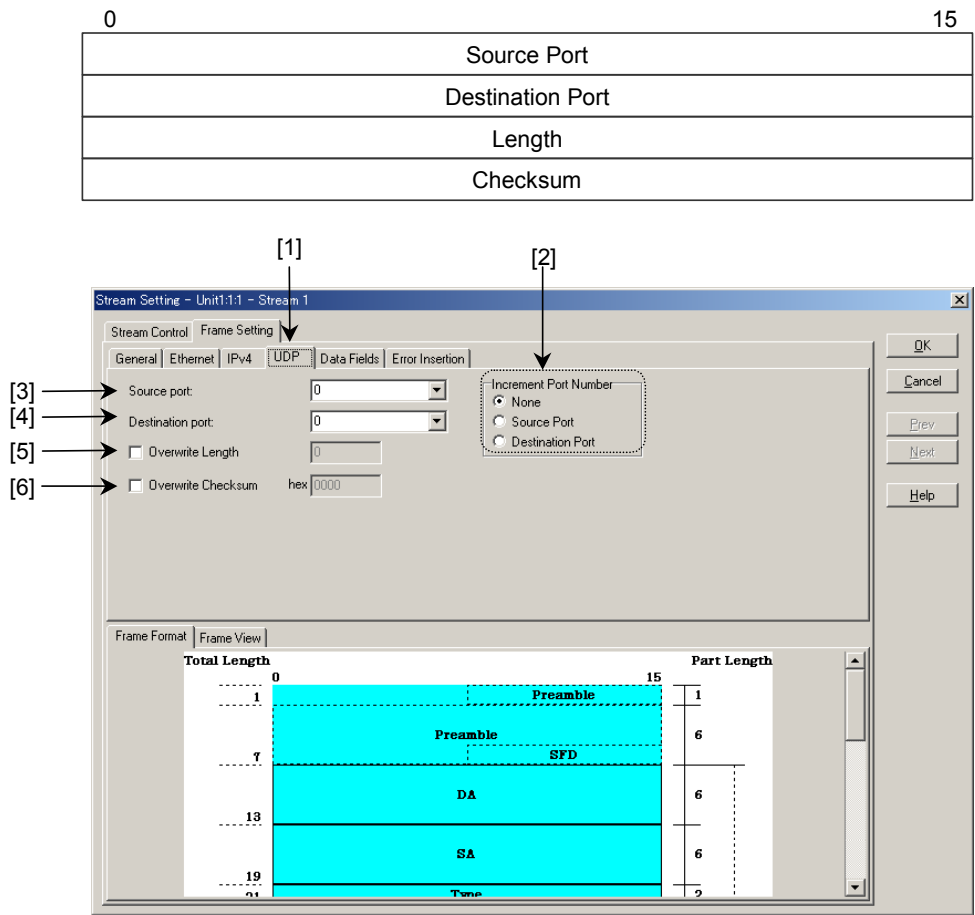 0 15
Source Port
Destination Port
Length
Checksum
[1] [2]
Stream Setting - Unit1:1:1 - Stream 1
Stream Control Frame Setting
General Ethernet IPv4 UDP Data Fields Error Insertion
OK
Cancel
Prev
Next
Help
[3] Source port: 0
[4] Destination port: 0
[5] Overwrite Length 0
[6] Overwrite Checksum hex 0000
Increment Port Number
None
Source Port
Destination Port
Frame Format Frame View
Total Length Part Length
0 15
1 Preamble 1
Preamble 6
7 SFD
DA 6
13
SA 6
19
21 Type 2